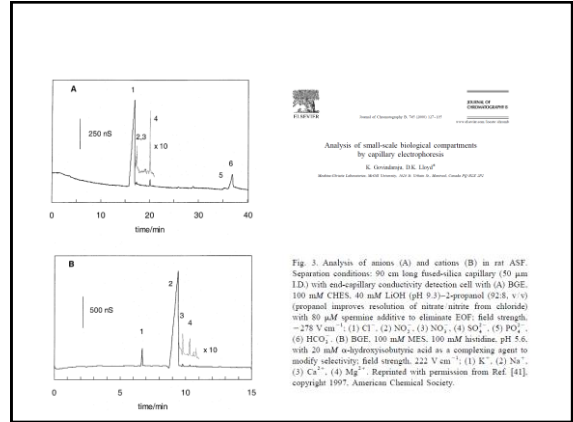 A
1
2,3
4
x 10
250 nS
5
6
0
10
20
30
40
time/min
B
2
1
3
4
x 10
500 nS
0
5
10
15
time/min
ELSEVIER
JOURNAL OF
CHROMATOGRAPHY B
Analysis of small-scale biological compartments
by capillary electrophoresis
K. Govindaraju, D.K. Lloyd*
Fig. 3. Analysis of anions (A) and cations (B) in rat ASF.
Separation conditions: 90 cm long fused-silica capillary (50 μm
I.D.) with end-capillary conductivity detection cell with (A) BGE,
100 mM CHES, 40 mM LiOH (pH 9.3)–2-propanol (92:8, v/v)
(propanol improves resolution of nitrate/nitrite from chloride)
with 80 μM spermine additive to eliminate EOF; field strength,
−278 V cm⁻¹; (1) Cl⁻, (2) NO₂⁻, (3) NO₃⁻, (4) SO₄²⁻, (5) PO₄³⁻,
(6) HCO₃⁻. (B) BGE, 100 mM MES, 100 mM histidine, pH 5.6,
with 20 mM α-hydroxyisobutyric acid as a complexing agent to
modify selectivity; field strength, 222 V cm⁻¹; (1) K⁺, (2) Na⁺,
(3) Ca²⁺, (4) Mg²⁺. Reprinted with permission from Ref. [41],
copyright 1997, American Chemical Society.